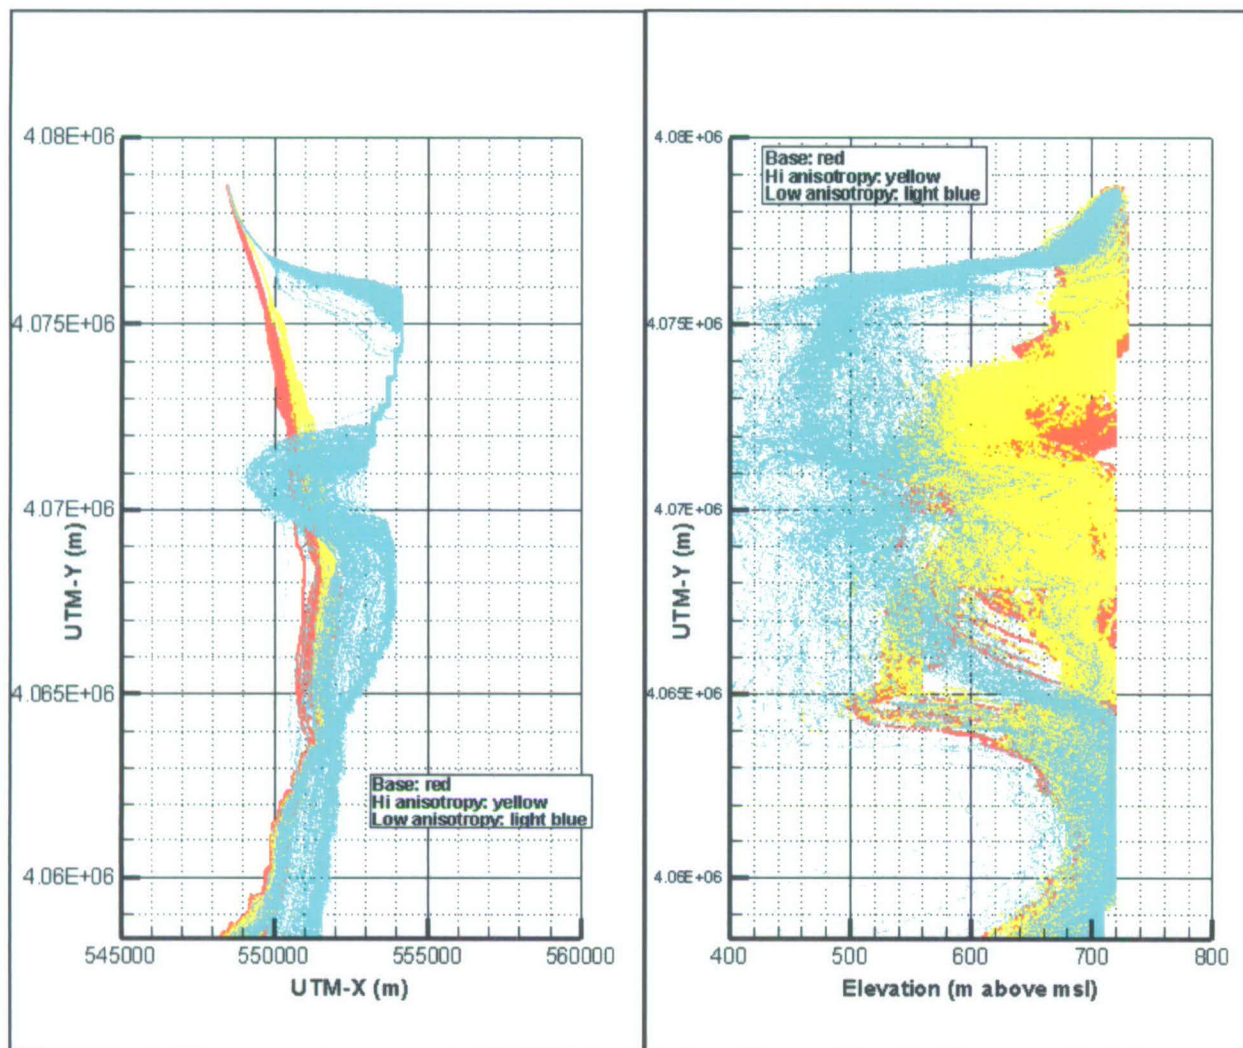 4.08E+06
4.075E+06
4.07E+06
4.065E+06
4.06E+06
UTM-Y (m)
545000 550000 555000 560000
UTM-X (m)
Base: red
Hi anisotropy: yellow
Low anisotropy: light blue
4.08E+06
4.075E+06
4.07E+06
4.065E+06
4.06E+06
UTM-Y (m)
400 500 600 700 800
Elevation (m above msl)
Base: red
Hi anisotropy: yellow
Low anisotropy: light blue